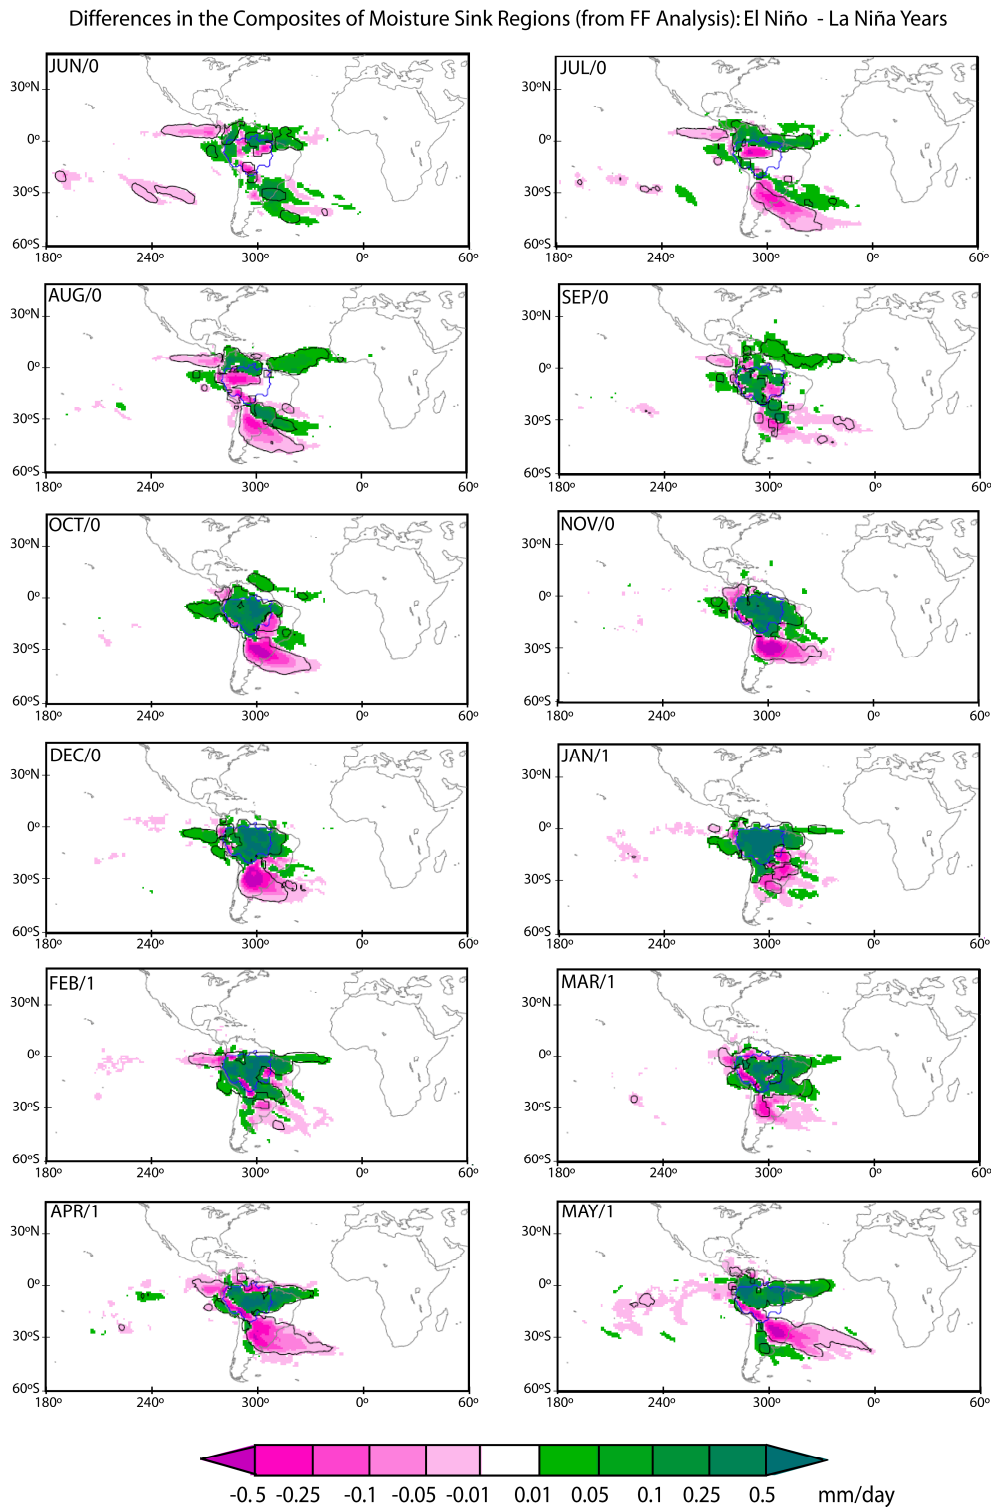 Differences in the Composites of Moisture Sink Regions (from FF Analysis): El Niño - La Niña Years
JUN/0
30ºN
0º
30ºS
60ºS
180º 240º 300º 0º 60º
JUL/0
30ºN
0º
30ºS
60ºS
180º 240º 300º 0º 60º
AUG/0
30ºN
0º
30ºS
60ºS
180º 240º 300º 0º 60º
SEP/0
30ºN
0º
30ºS
60ºS
180º 240º 300º 0º 60º
OCT/0
30ºN
0º
30ºS
60ºS
180º 240º 300º 0º 60º
NOV/0
30ºN
0º
30ºS
60ºS
180º 240º 300º 0º 60º
DEC/0
30ºN
0º
30ºS
60ºS
180º 240º 300º 0º 60º
JAN/1
30ºN
0º
30ºS
60ºS
180º 240º 300º 0º 60º
FEB/1
30ºN
0º
30ºS
60ºS
180º 240º 300º 0º 60º
MAR/1
30ºN
0º
30ºS
60ºS
180º 240º 300º 0º 60º
APR/1
30ºN
0º
30ºS
60ºS
180º 240º 300º 0º 60º
MAY/1
30ºN
0º
30ºS
60ºS
180º 240º 300º 0º 60º
-0.5 -0.25 -0.1 -0.05 -0.01 0.01 0.05 0.1 0.25 0.5 mm/day